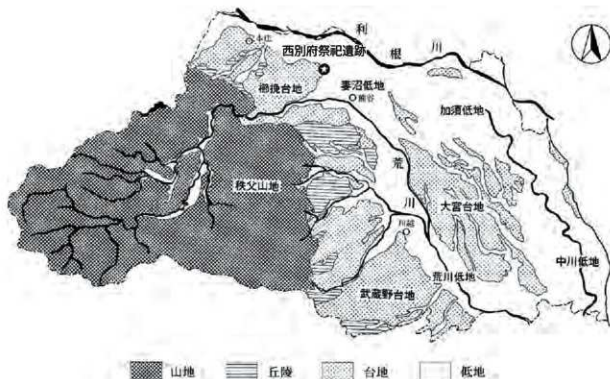 利根川
本庄
西別府祭祀遺跡
櫛挽台地
妻沼低地
熊谷
加須低地
荒川
秩父山地
大宮台地
川越
荒川低地
中川低地
武蔵野台地
山地 丘陵 台地 低地